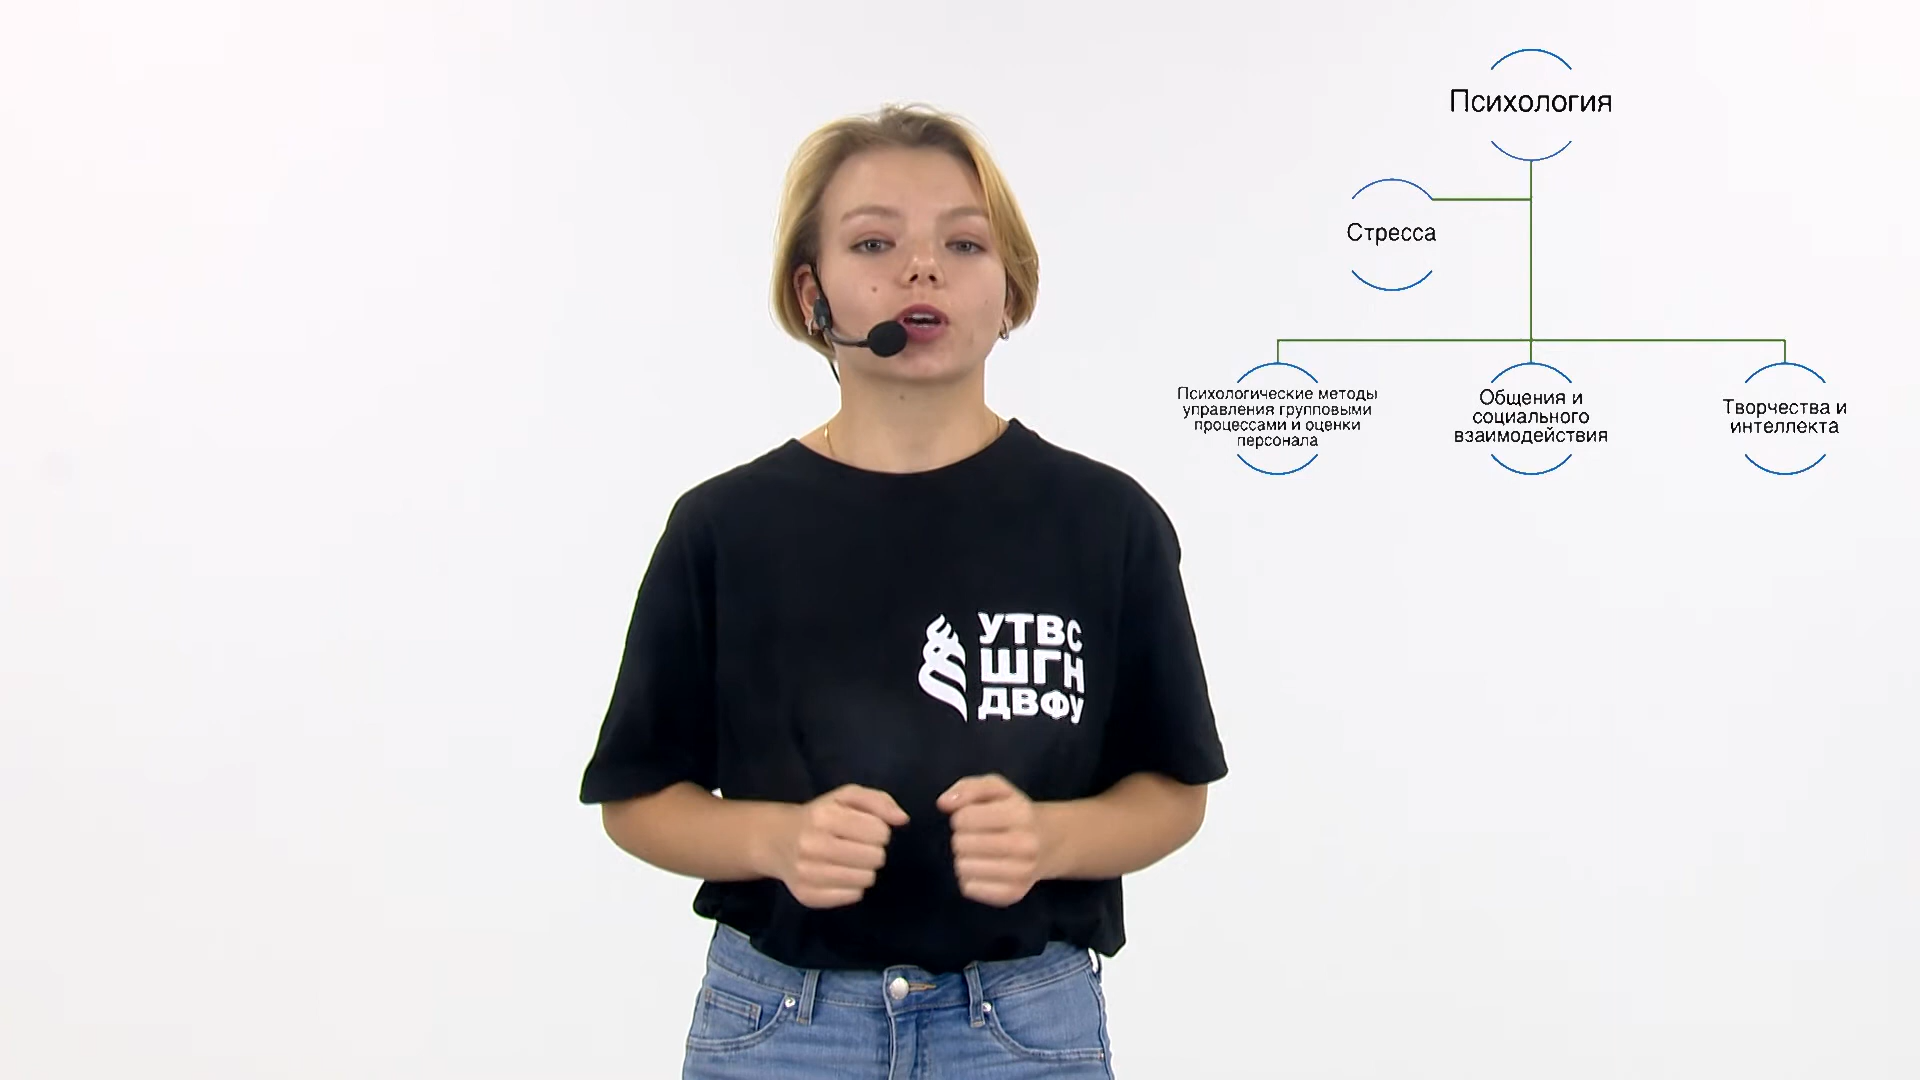 Психология
Стресса
Психологические методы
управления групповыми
процессами и оценки
персонала
Общения и
социального
взаимодействия
Творчества и
интеллекта
УТВС
ШГН
ДВФУ